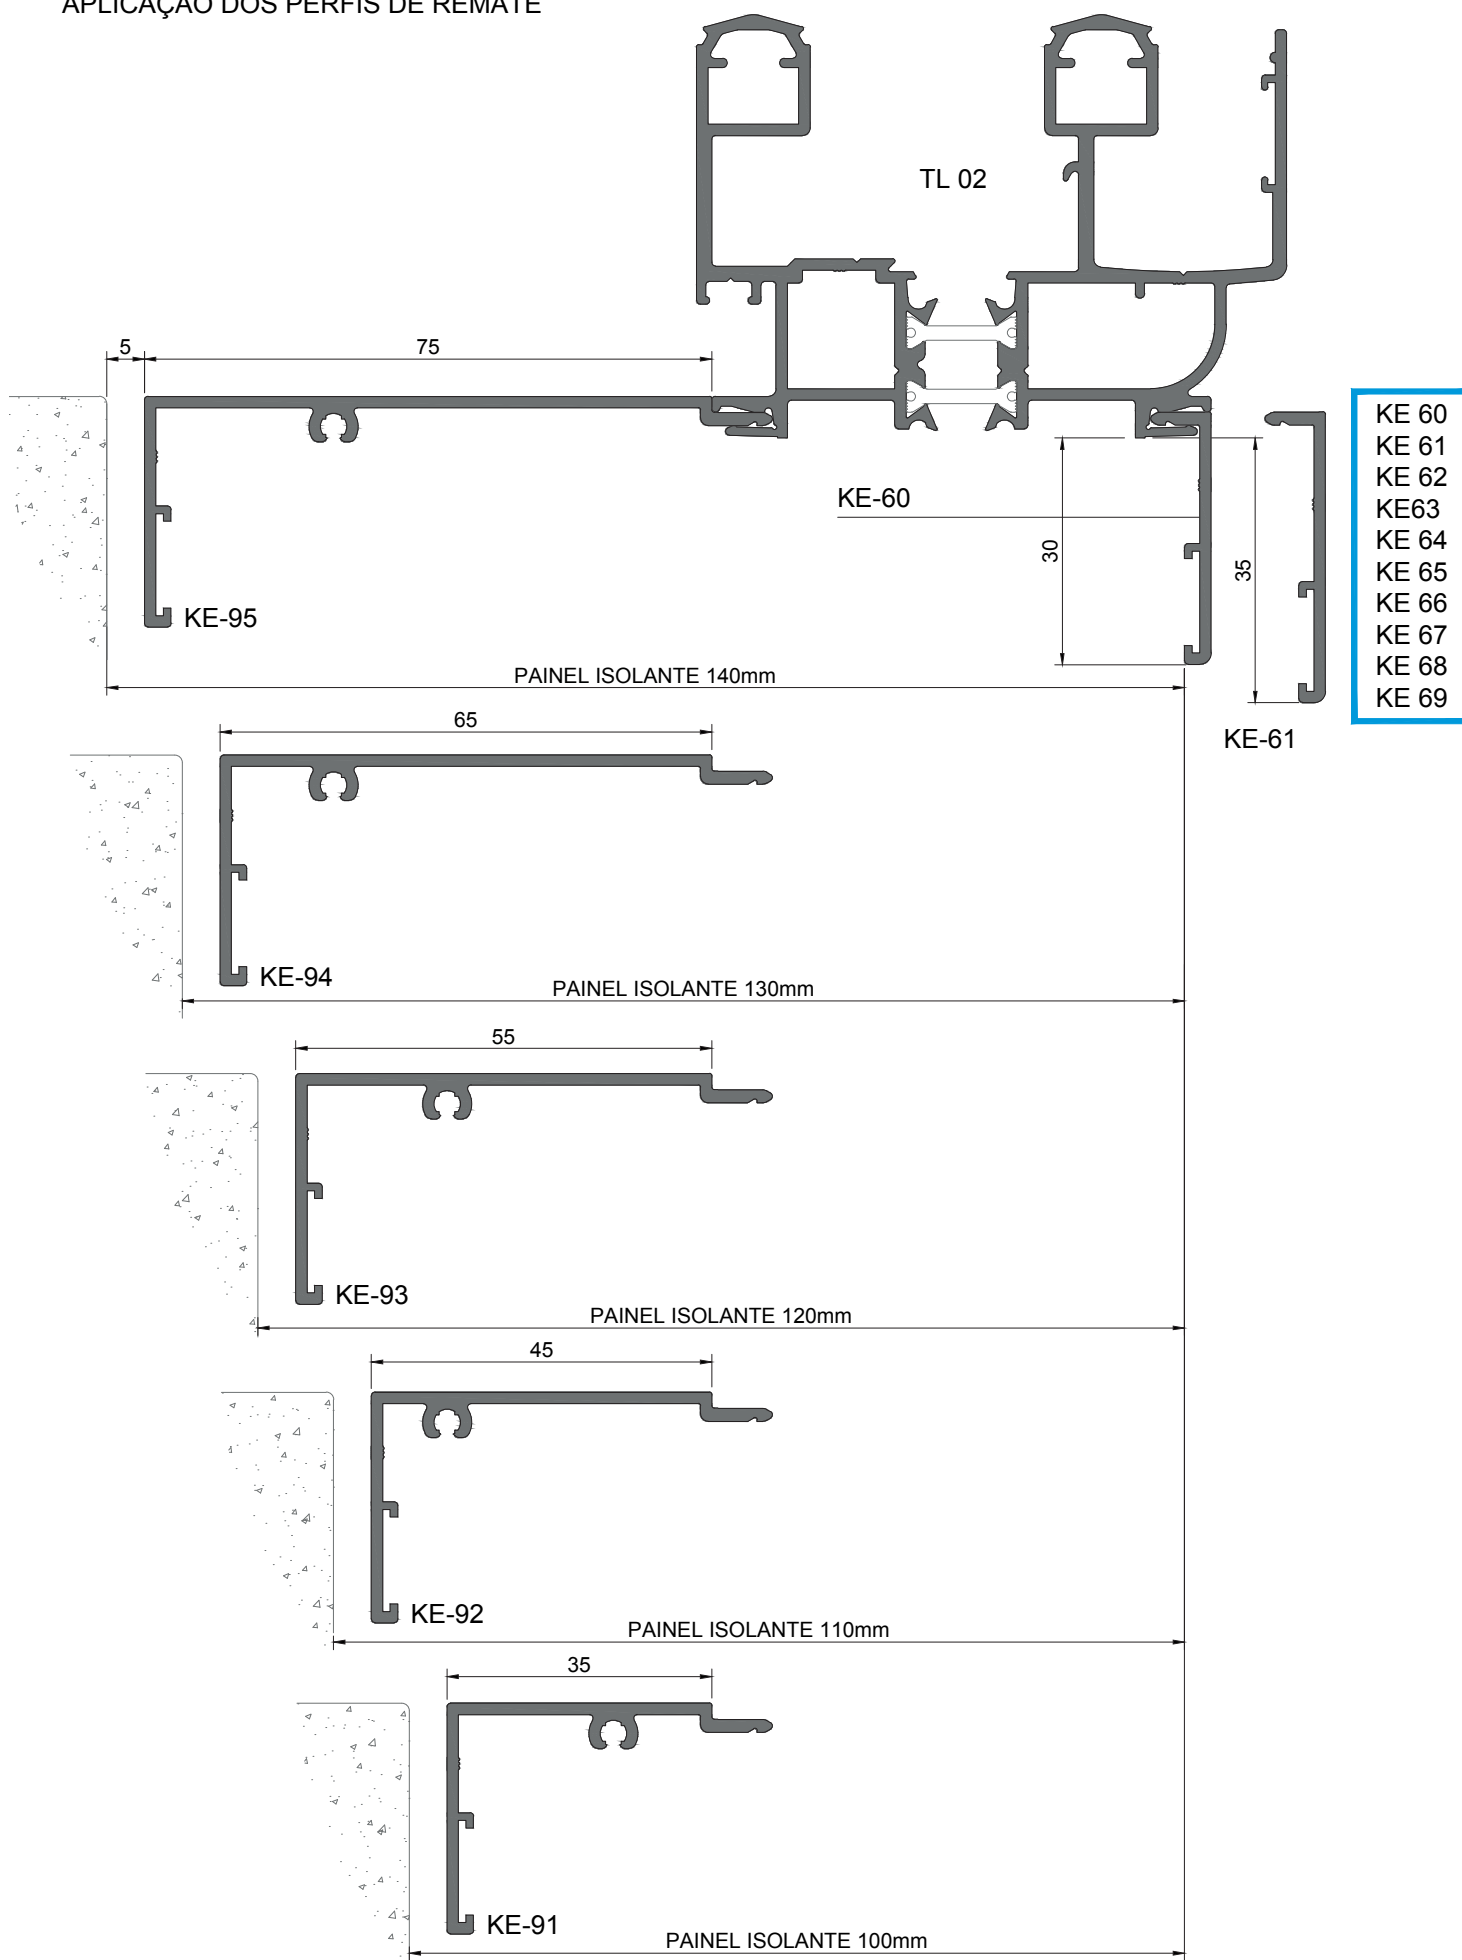 APLICAÇÃO DOS PERFIS DE REMATE
TL 02
5
75
KE 60
KE 61
KE 62
KE63
KE 64
KE 65
KE 66
KE 67
KE 68
KE 69
KE-60
30
35
KE-95
PAINEL ISOLANTE 140mm
KE-61
65
KE-94
PAINEL ISOLANTE 130mm
55
KE-93
PAINEL ISOLANTE 120mm
45
KE-92
PAINEL ISOLANTE 110mm
35
KE-91
PAINEL ISOLANTE 100mm